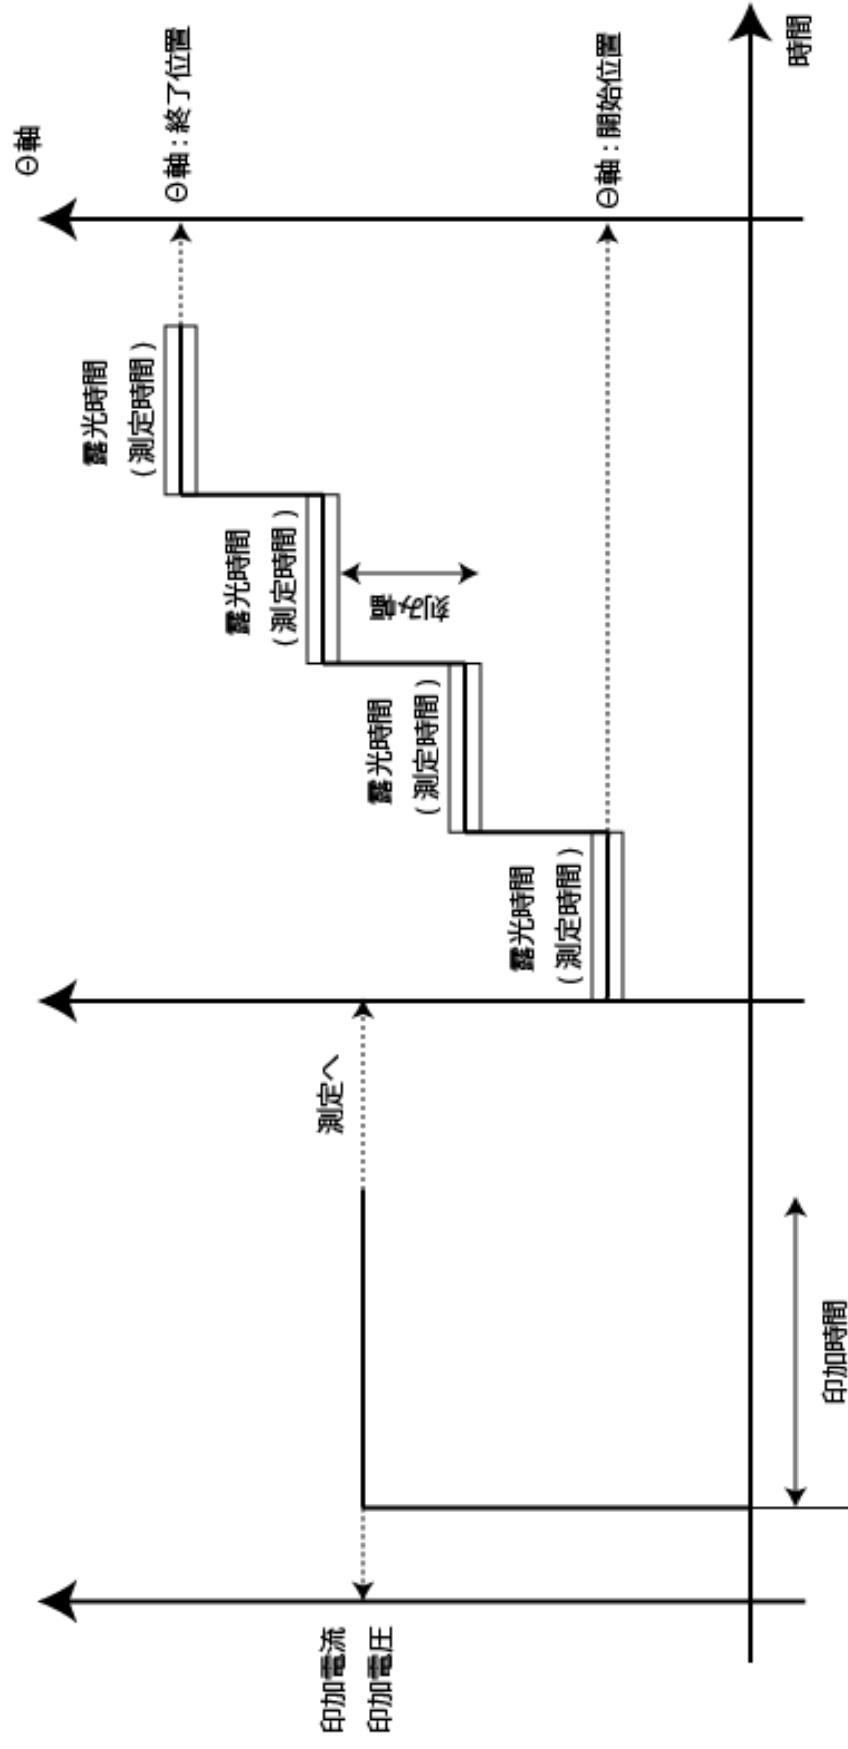 Θ軸
Θ軸:終了位置
露光時間
(測定時間)
露光時間
(測定時間)
刻み幅
露光時間
(測定時間)
露光時間
(測定時間)
Θ軸:開始位置
測定へ
印加電流
印加電圧
時間
印加時間